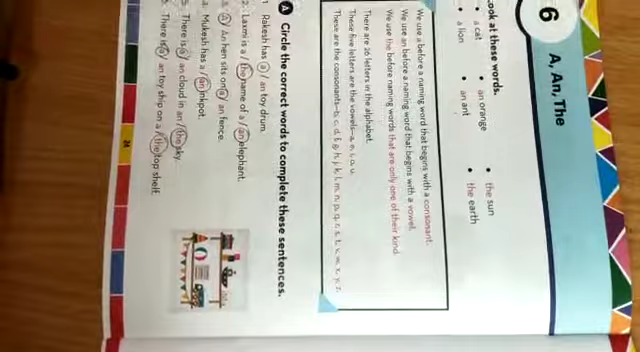 6
A, An, The
Look at these words.
• a cat • an orange • the sun
• a lion • an ant • the earth
We use a before a naming word that begins with a consonant.
We use an before a naming word that begins with a vowel.
We use the before naming words that are only one of their kind.
There are 26 letters in the alphabet.
These five letters are the vowels–a, e, i, o, u.
These are the consonants–b, c, d, f, g, h, j, k, l, m, n, p, q, r, s, t, v, w, x, y, z.
A Circle the correct words to complete these sentences.
1 Rakesh has a / an toy drum.
2. Laxmi is a / the name of a / an elephant.
A / An hen sits on a / an fence.
4. Mukesh has a / an inkpot.
5. There is a / an cloud in an / the sky.
There is a / an toy ship on a / the top shelf.